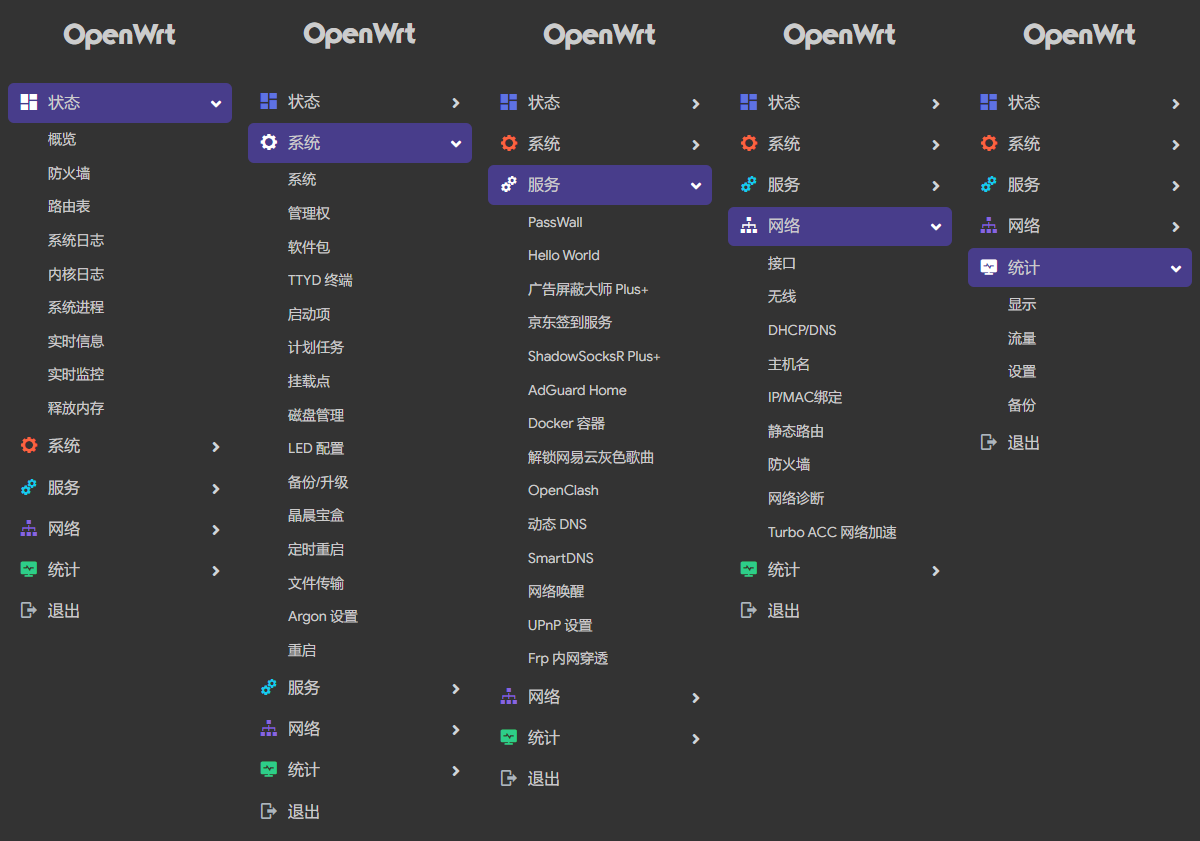 OpenWrt
状态
概览
防火墙
路由表
系统日志
内核日志
系统进程
实时信息
实时监控
释放内存
系统
服务
网络
统计
退出
OpenWrt
状态
系统
系统
管理权
软件包
TTYD 终端
启动项
计划任务
挂载点
磁盘管理
LED 配置
备份/升级
晶晨宝盒
定时重启
文件传输
Argon 设置
重启
服务
网络
统计
退出
OpenWrt
状态
系统
服务
PassWall
Hello World
广告屏蔽大师 Plus+
京东签到服务
ShadowSocksR Plus+
AdGuard Home
Docker 容器
解锁网易云灰色歌曲
OpenClash
动态 DNS
SmartDNS
网络唤醒
UPnP 设置
Frp 内网穿透
网络
统计
退出
OpenWrt
状态
系统
服务
网络
接口
无线
DHCP/DNS
主机名
IP/MAC绑定
静态路由
防火墙
网络诊断
Turbo ACC 网络加速
统计
退出
OpenWrt
状态
系统
服务
网络
统计
显示
流量
设置
备份
退出